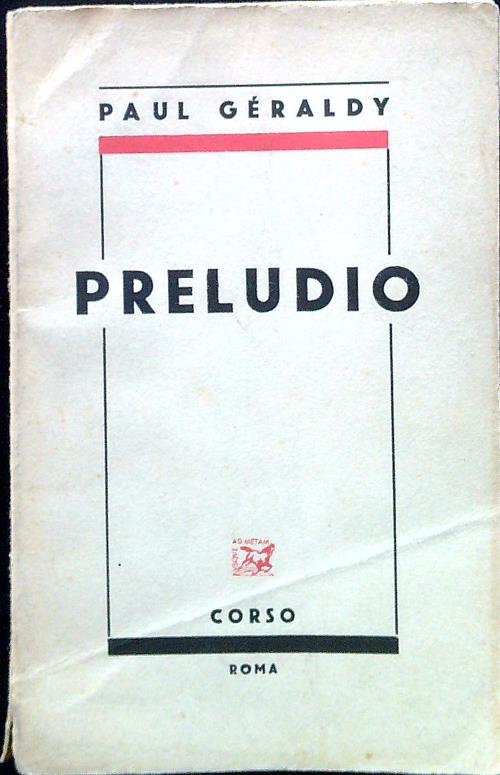 PAUL GÉRALDY
PRELUDIO
AD METAM
CORSO
ROMA